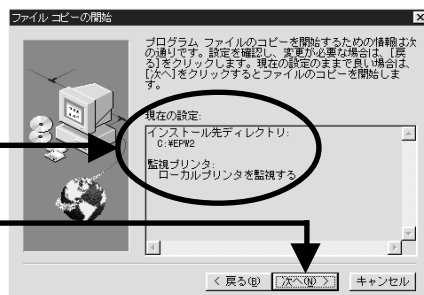 ファイル コピーの開始
プログラム ファイルのコピーを開始するための情報は次
の通りです。設定を確認し、変更が必要な場合は、[戻
る]をクリックします。現在の設定のままで良い場合は、
[次へ]をクリックするとファイルのコピーを開始しま
す。
現在の設定:
インストール先ディレクトリ:
C:¥EPW2
監視プリンタ:
ローカルプリンタを監視する
< 戻る(B)
次へ(N) >
キャンセル